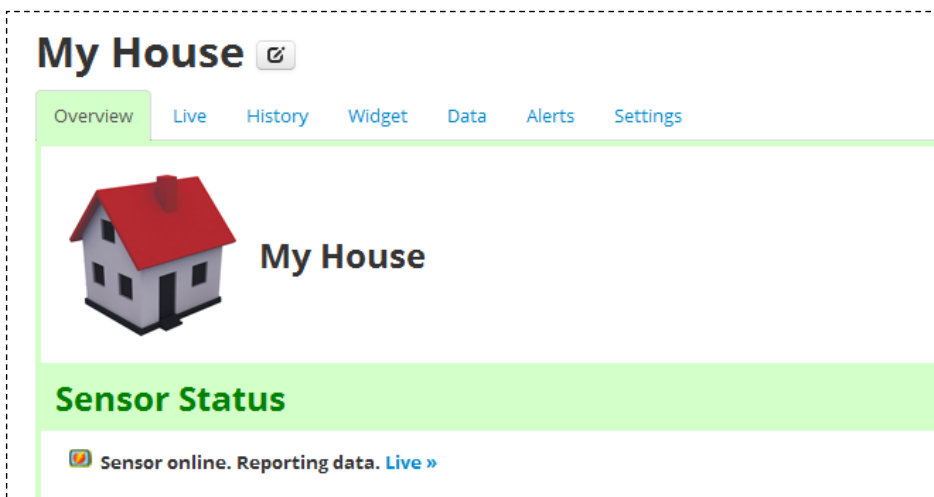 My House
Overview Live History Widget Data Alerts Settings
My House
Sensor Status
Sensor online. Reporting data. Live »